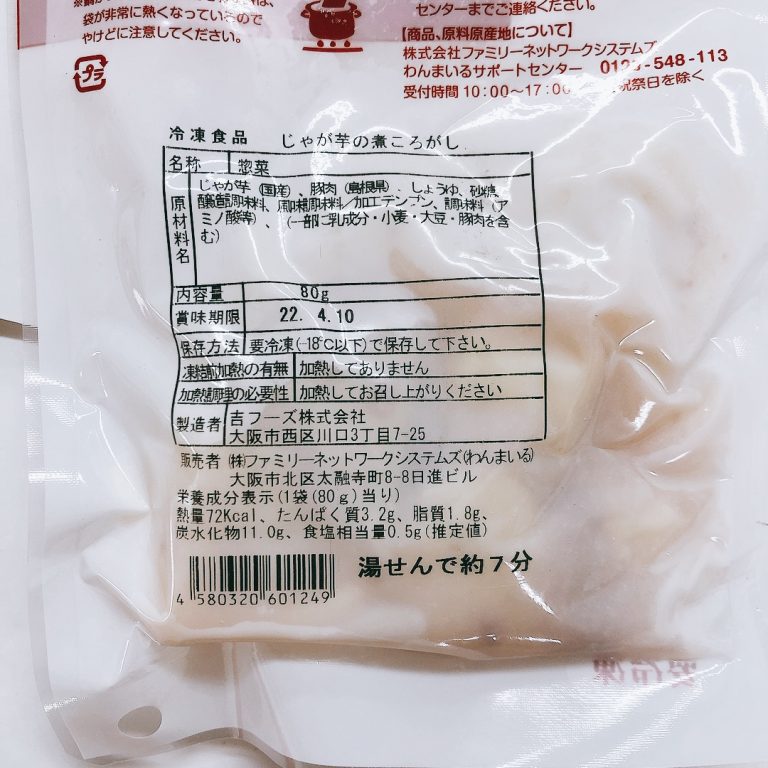 袋が非常に熱くなっているので
やけどに注意してください。
プラ
センターまでご連絡ください。
【商品、原料原産地について】
株式会社ファミリーネットワークシステムズ
わんまいるサポートセンター 0120-548-113
受付時間 10:00～17:00 祝祭日を除く
冷凍食品 じゃが芋の煮ころがし
名称 惣菜
原材料名 じゃが芋(国産)、豚肉(島根県)、しょうゆ、砂糖、
醸造調味料、風味調味料/加工デンプン、調味料(ア
ミノ酸等)、(一部に乳成分・小麦・大豆・豚肉を含
む)
内容量 80g
賞味期限 22. 4.10
保存方法 要冷凍(-18℃以下)で保存して下さい。
凍結前加熱の有無 加熱してありません
加熱調理の必要性 加熱してお召し上がりください
製造者 吉フーズ株式会社
大阪市西区川口3丁目7-25
販売者 (株)ファミリーネットワークシステムズ(わんまいる)
大阪市北区太融寺町8-8日進ビル
栄養成分表示(1袋(80g)当り)
熱量72Kcal、たんぱく質3.2g、脂質1.8g、
炭水化物11.0g、食塩相当量0.5g(推定値)
湯せんで約7分
4 580320 601249